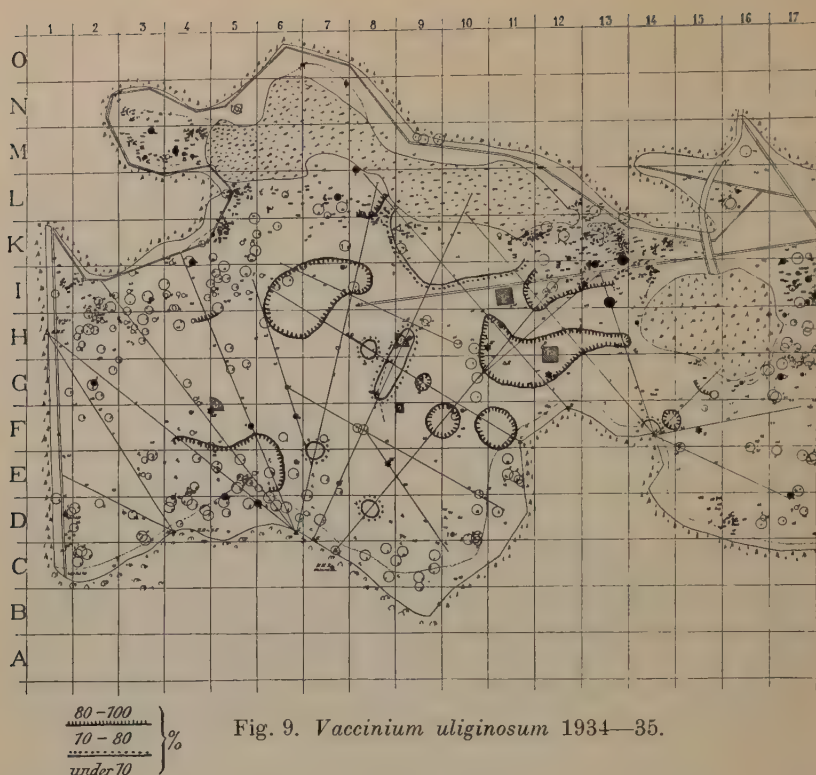 1 2 3 4 5 6 7 8 9 10 11 12 13 14 15 16 17
O
N
M
L
K
I
H
G
F
E
D
C
B
A
80-100
70-80 %
under 70
Fig. 9. Vaccinium uliginosum 1934—35.